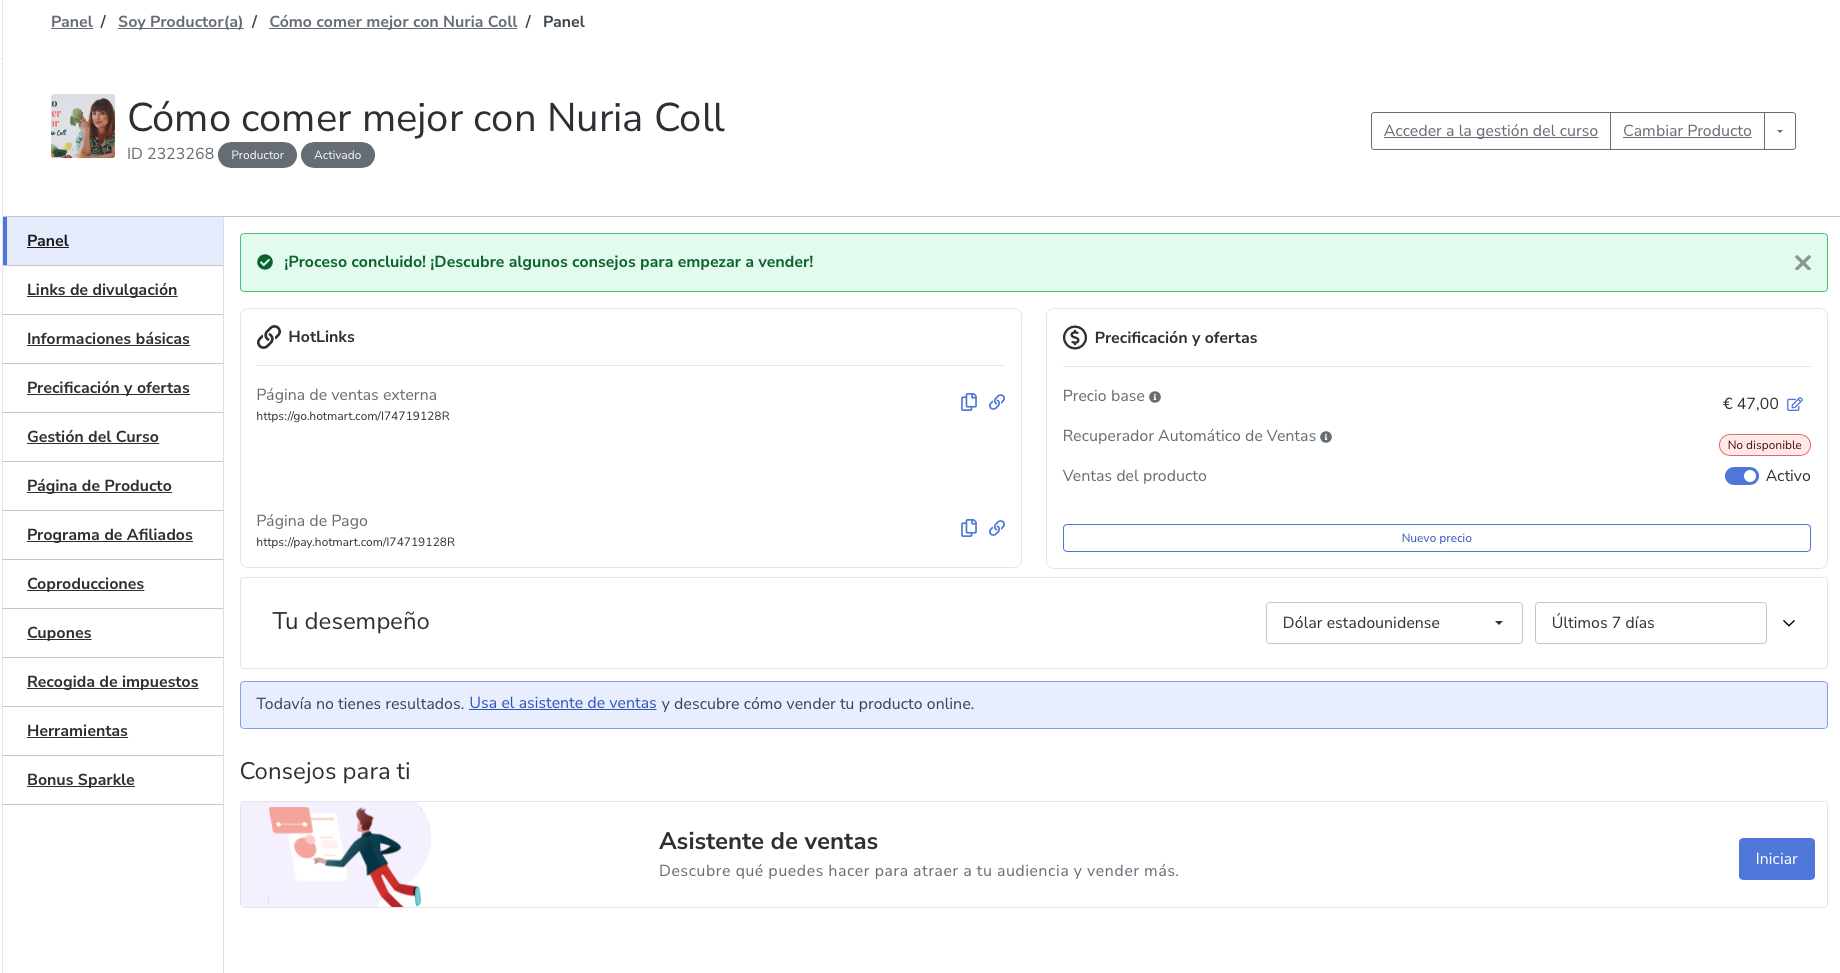 Panel / Soy Productor(a) / Cómo comer mejor con Nuria Coll / Panel
Cómo comer mejor con Nuria Coll
ID 2323268 Productor Activado
Acceder a la gestión del curso Cambiar Producto
Panel
Links de divulgación
Informaciones básicas
Precificación y ofertas
Gestión del Curso
Página de Producto
Programa de Afiliados
Coproducciones
Cupones
Recogida de impuestos
Herramientas
Bonus Sparkle
¡Proceso concluido! ¡Descubre algunos consejos para empezar a vender!
HotLinks
Página de ventas externa
https://go.hotmart.com/I74719128R
Página de Pago
https://pay.hotmart.com/I74719128R
Precificación y ofertas
Precio base
€ 47,00
Recuperador Automático de Ventas
No disponible
Ventas del producto
Activo
Nuevo precio
Tu desempeño
Dólar estadounidense
Últimos 7 días
Todavía no tienes resultados. Usa el asistente de ventas y descubre cómo vender tu producto online.
Consejos para ti
Asistente de ventas
Descubre qué puedes hacer para atraer a tu audiencia y vender más.
Iniciar